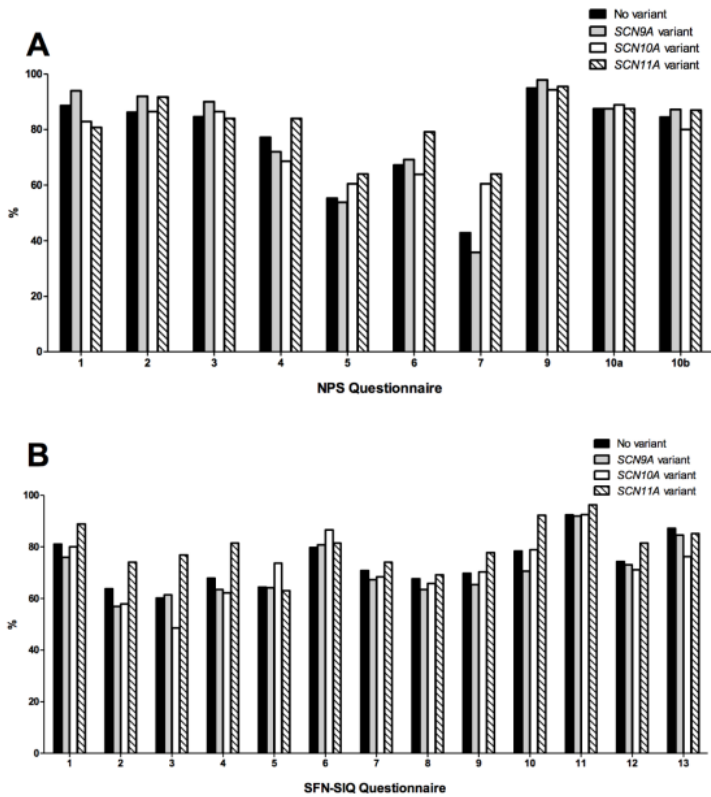 A
No variant
SCN9A variant
SCN10A variant
SCN11A variant
100
80
60
40
20
0
%
1 2 3 4 5 6 7 9 10a 10b
NPS Questionnaire
B
No variant
SCN9A variant
SCN10A variant
SCN11A variant
100
80
60
40
20
0
%
1 2 3 4 5 6 7 8 9 10 11 12 13
SFN-SIQ Questionnaire